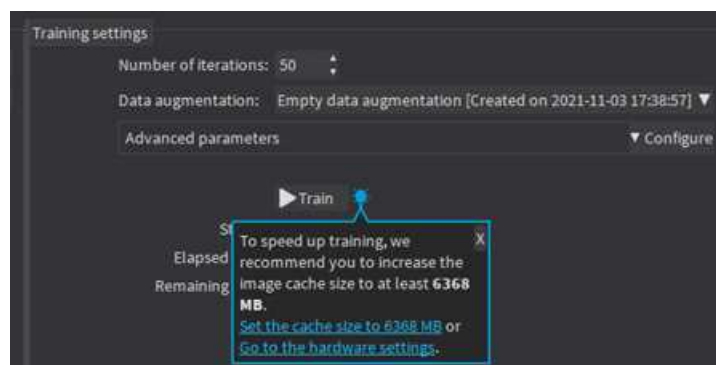 Training settings
Number of iterations: 50
Data augmentation: Empty data augmentation [Created on 2021-11-03 17:38:57]
Advanced parameters Configure
Train
Elapsed
Remaining
To speed up training, we X
recommend you to increase the
image cache size to at least 6368
MB.
Set the cache size to 6368 MB or
Go to the hardware settings.